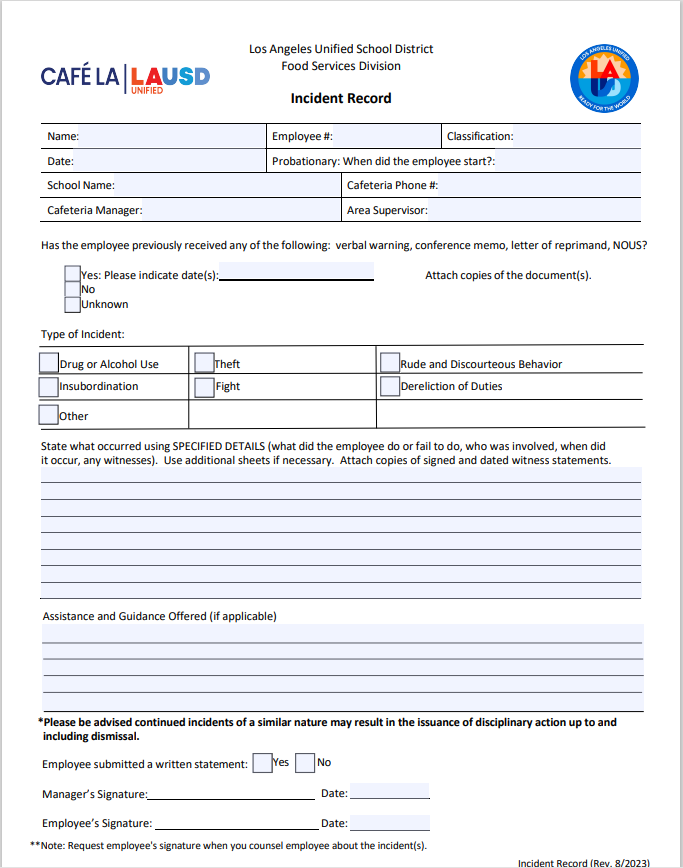 Los Angeles Unified School District
CAFÉ LA LAUSD
UNIFIED
Food Services Division
Incident Record
LOS ANGELES UNIFIED
LAUSD
READY FOR THE WORLD
Name: Employee #: Classification:
Date: Probationary: When did the employee start?:
School Name: Cafeteria Phone #:
Cafeteria Manager: Area Supervisor:
Has the employee previously received any of the following: verbal warning, conference memo, letter of reprimand, NOUS?
Yes: Please indicate date(s): Attach copies of the document(s).
No
Unknown
Type of Incident:
Drug or Alcohol Use Theft Rude and Discourteous Behavior
Insubordination Fight Dereliction of Duties
Other
State what occurred using SPECIFIED DETAILS (what did the employee do or fail to do, who was involved, when did
it occur, any witnesses). Use additional sheets if necessary. Attach copies of signed and dated witness statements.
Assistance and Guidance Offered (if applicable)
*Please be advised continued incidents of a similar nature may result in the issuance of disciplinary action up to and
including dismissal.
Employee submitted a written statement: Yes No
Manager's Signature: Date:
Employee's Signature: Date:
**Note: Request employee's signature when you counsel employee about the incident(s).
Incident Record (Rev. 8/2023)